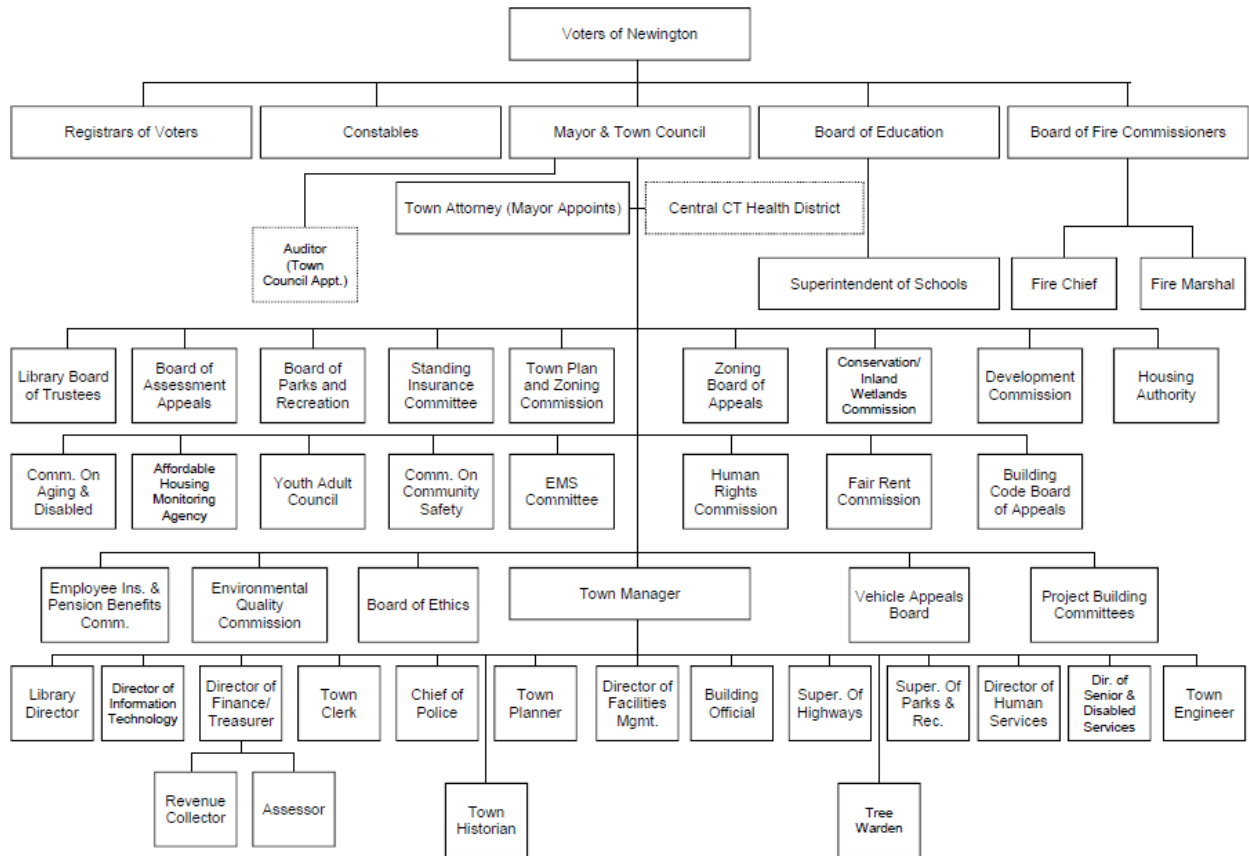 Voters of Newington
Registrars of Voters
Constables
Mayor & Town Council
Board of Education
Board of Fire Commissioners
Town Attorney (Mayor Appoints)
Central CT Health District
Auditor
(Town
Council Appt.)
Superintendent of Schools
Fire Chief
Fire Marshal
Library Board
of Trustees
Board of
Assessment
Appeals
Board of
Parks and
Recreation
Standing
Insurance
Committee
Town Plan
and Zoning
Commission
Zoning
Board of
Appeals
Conservation/
Inland
Wetlands
Commission
Development
Commission
Housing
Authority
Comm. On
Aging &
Disabled
Affordable
Housing
Monitoring
Agency
Youth Adult
Council
Comm. On
Community
Safety
EMS
Committee
Human
Rights
Commission
Fair Rent
Commission
Building
Code Board
of Appeals
Employee Ins. &
Pension Benefits
Comm.
Environmental
Quality
Commission
Board of Ethics
Town Manager
Vehicle Appeals
Board
Project Building
Committees
Library
Director
Director of
Information
Technology
Director of
Finance/
Treasurer
Town
Clerk
Chief of
Police
Town
Planner
Director of
Facilities
Mgmt.
Building
Official
Super. Of
Highways
Super. Of
Parks &
Rec.
Director of
Human
Services
Dir. of
Senior &
Disabled
Services
Town
Engineer
Revenue
Collector
Assessor
Town
Historian
Tree
Warden